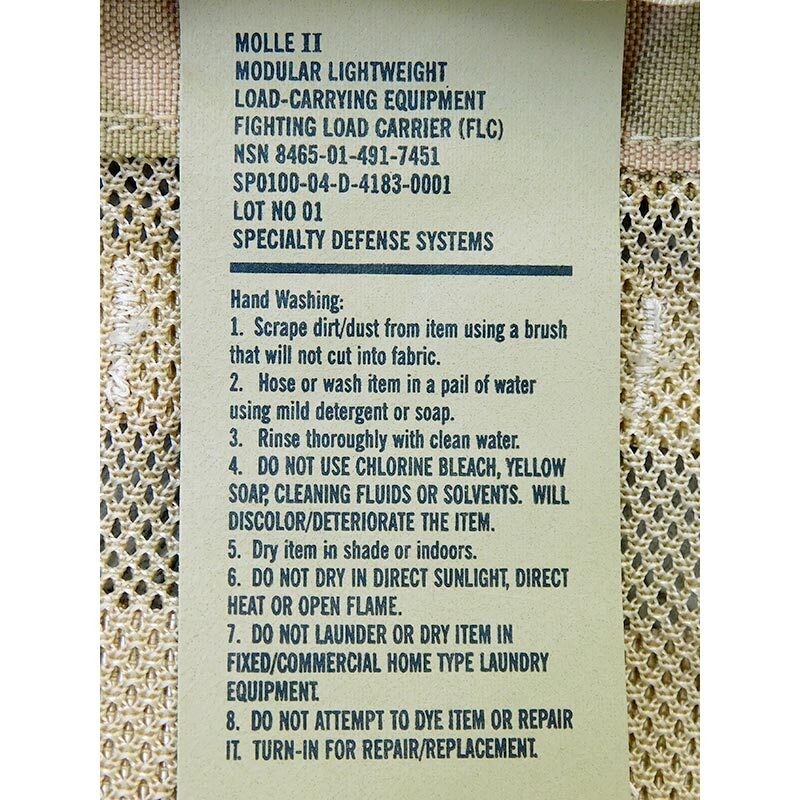 MOLLE II
MODULAR LIGHTWEIGHT
LOAD-CARRYING EQUIPMENT
FIGHTING LOAD CARRIER (FLC)
NSN 8465-01-491-7451
SP0100-04-D-4183-0001
LOT NO 01
SPECIALTY DEFENSE SYSTEMS
Hand Washing:
1. Scrape dirt/dust from item using a brush
that will not cut into fabric.
2. Hose or wash item in a pail of water
using mild detergent or soap.
3. Rinse thoroughly with clean water.
4. DO NOT USE CHLORINE BLEACH, YELLOW
SOAP, CLEANING FLUIDS OR SOLVENTS. WILL
DISCOLOR/DETERIORATE THE ITEM.
5. Dry item in shade or indoors.
6. DO NOT DRY IN DIRECT SUNLIGHT, DIRECT
HEAT OR OPEN FLAME.
7. DO NOT LAUNDER OR DRY ITEM IN
FIXED/COMMERCIAL HOME TYPE LAUNDRY
EQUIPMENT.
8. DO NOT ATTEMPT TO DYE ITEM OR REPAIR
IT. TURN-IN FOR REPAIR/REPLACEMENT.